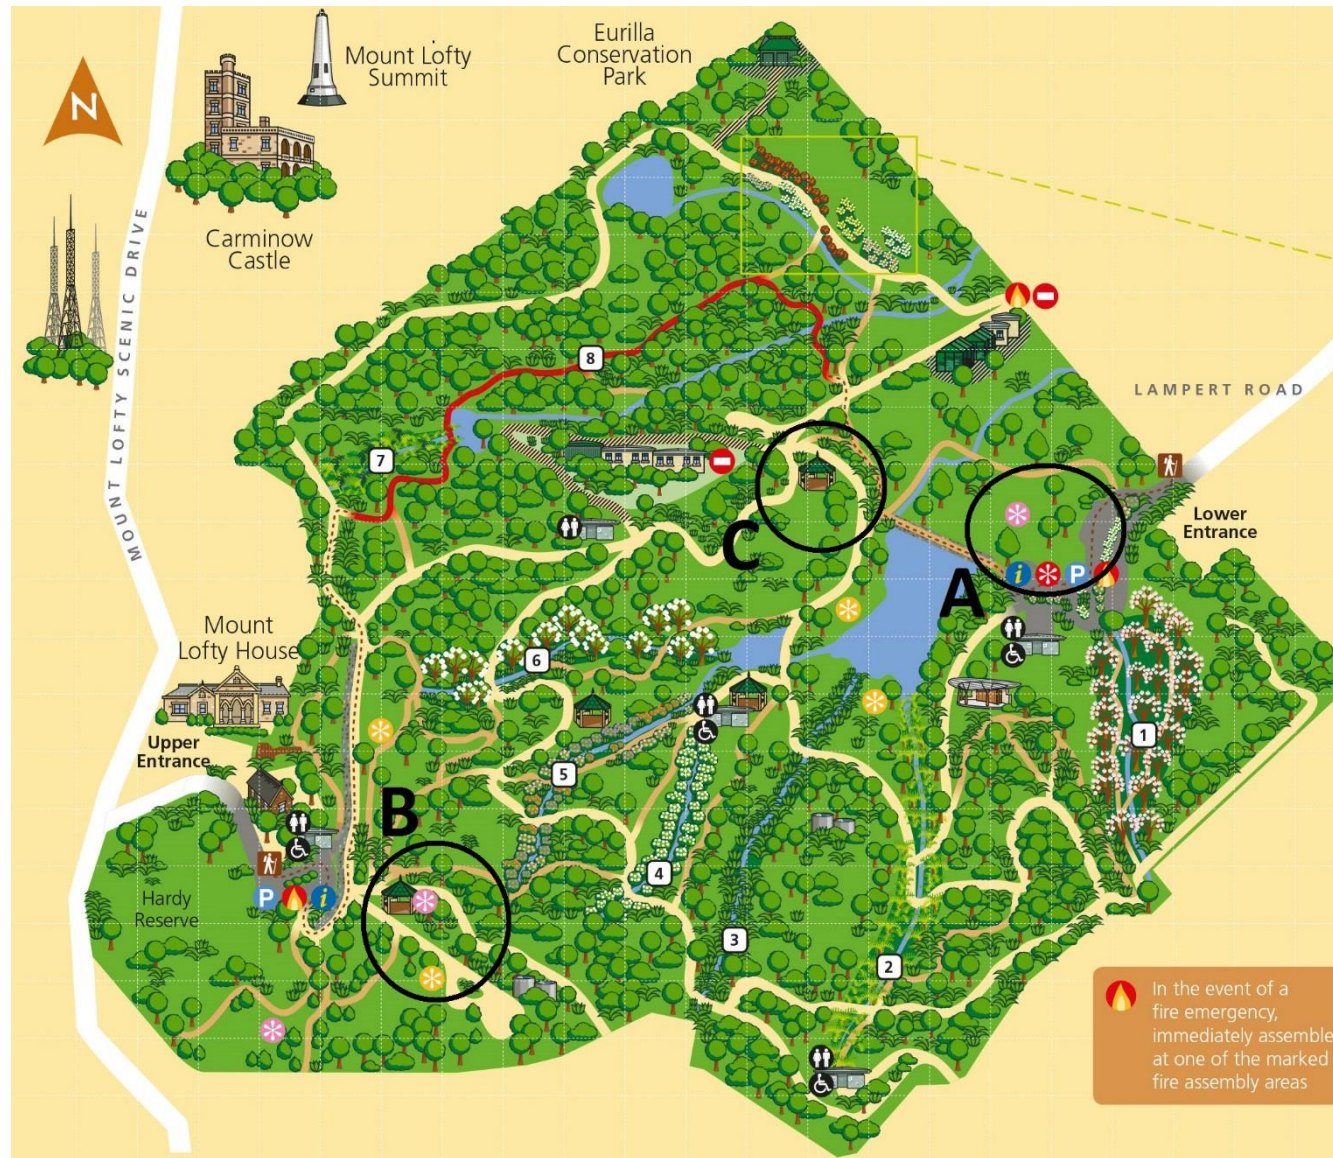 N
Mount Lofty
Summit
Eurilla
Conservation
Park
Carminow
Castle
MOUNT LOFTY SCENIC DRIVE
LAMPERT ROAD
8
7
C
Lower
Entrance
i
P
A
Mount
Lofty House
6
Upper
Entrance
1
5
B
4
Hardy
Reserve
P
i
3
2
In the event of a
fire emergency,
immediately assemble
at one of the marked
fire assembly areas